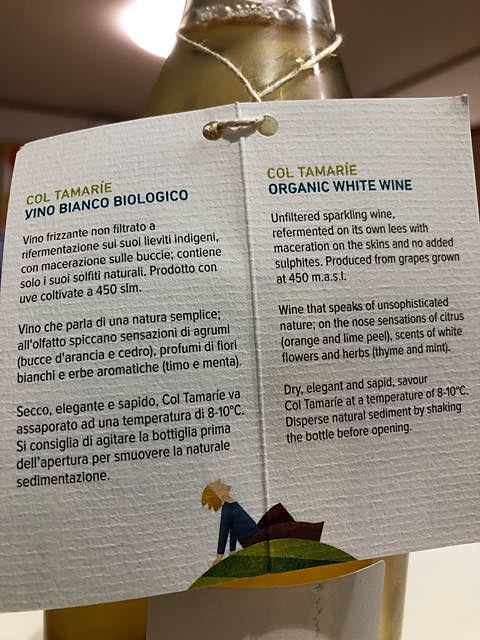 COL TAMARÍE
VINO BIANCO BIOLOGICO
Vino frizzante non filtrato a
rifermentazione sui suoi lieviti indigeni,
con macerazione sulle buccie; contiene
solo i suoi solfiti naturali. Prodotto con
uve coltivate a 450 slm.
Vino che parla di una natura semplice;
all'olfatto spiccano sensazioni di agrumi
(bucce d'arancia e cedro), profumi di fiori
bianchi e erbe aromatiche (timo e menta).
Secco, elegante e sapido, Col Tamaríe va
assaporato ad una temperatura di 8-10°C.
Si consiglia di agitare la bottiglia prima
dell'apertura per smuovere la naturale
sedimentazione.
COL TAMARÍE
ORGANIC WHITE WINE
Unfiltered sparkling wine,
refermented on its own lees with
maceration on the skins and no added
sulphites. Produced from grapes grown
at 450 m.a.s.l.
Wine that speaks of unsophisticated
nature; on the nose sensations of citrus
(orange and lime peel), scents of white
flowers and herbs (thyme and mint).
Dry, elegant and sapid, savour
Col Tamaríe at a temperature of 8-10°C.
Disperse natural sediment by shaking
the bottle before opening.